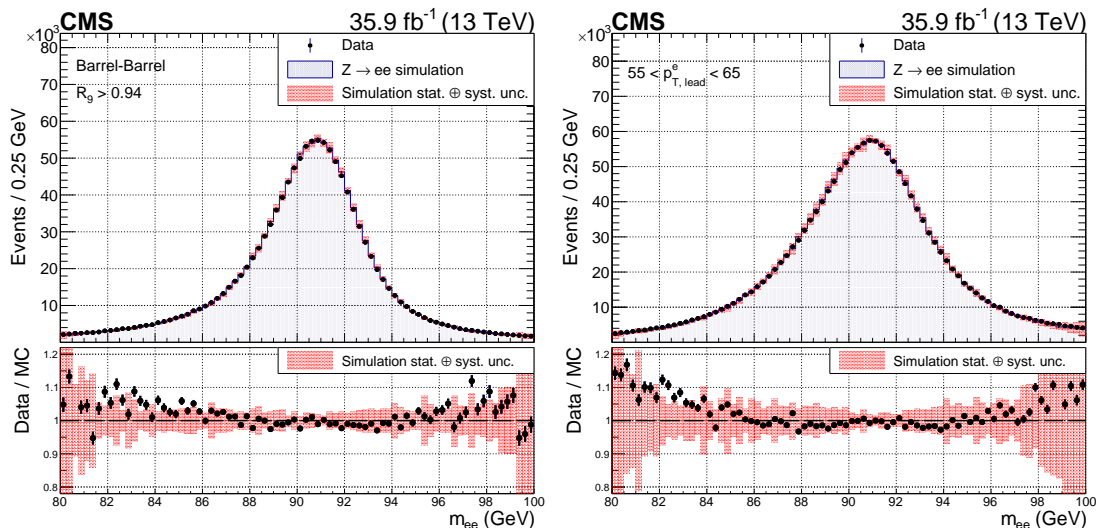 CMS 35.9 fb⁻¹ (13 TeV)
×10³
Events / 0.25 GeV
80
70
60
50
40
30
20
10
Barrel-Barrel
R₉ > 0.94
Data
Z → ee simulation
Simulation stat. ⊕ syst. unc.
Data / MC
1.2
1.1
1
0.9
0.8
Simulation stat. ⊕ syst. unc.
80 82 84 86 88 90 92 94 96 98 100
m_ee (GeV)
CMS 35.9 fb⁻¹ (13 TeV)
×10³
Events / 0.25 GeV
80
70
60
50
40
30
20
10
55 < p^e_T, lead < 65
Data
Z → ee simulation
Simulation stat. ⊕ syst. unc.
Data / MC
1.2
1.1
1
0.9
0.8
Simulation stat. ⊕ syst. unc.
80 82 84 86 88 90 92 94 96 98 100
m_ee (GeV)